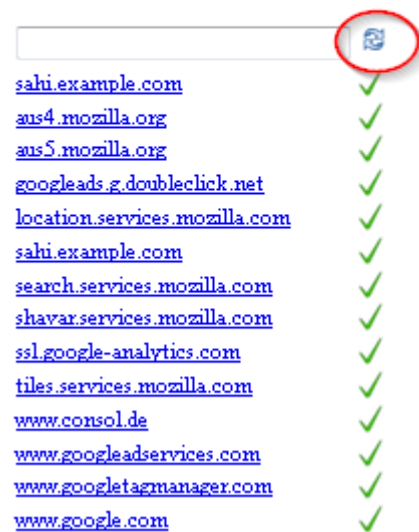 sahi.example.com
aus4.mozilla.org
aus5.mozilla.org
googleads.g.doubleclick.net
location.services.mozilla.com
sahi.example.com
search.services.mozilla.com
shavar.services.mozilla.com
ssl.google-analytics.com
tiles.services.mozilla.com
www.consol.de
www.googleadservices.com
www.googletagmanager.com
www.google.com